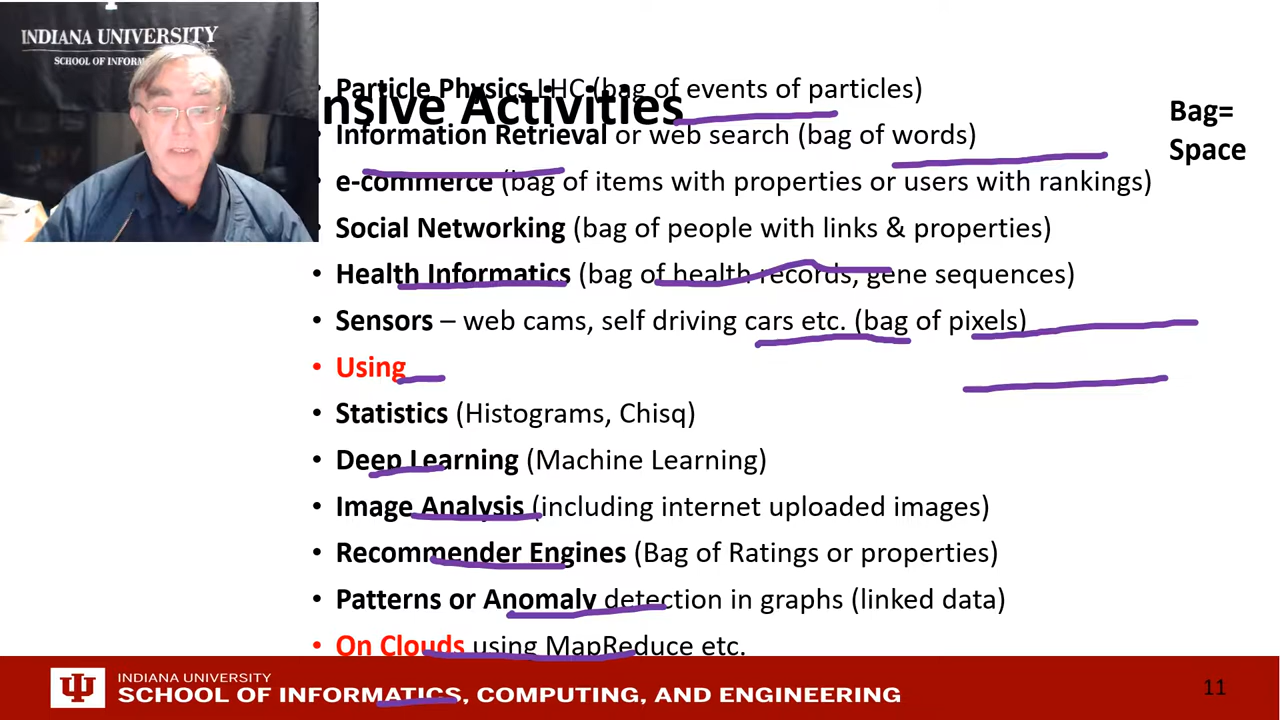 INDIANA UNIVERSITY
SCHOOL OF INFORM
nsive Activities
• Particle Physics LHC (bag of events of particles)
• Information Retrieval or web search (bag of words)
• e-commerce (bag of items with properties or users with rankings)
• Social Networking (bag of people with links & properties)
• Health Informatics (bag of health records, gene sequences)
• Sensors – web cams, self driving cars etc. (bag of pixels)
• Using
• Statistics (Histograms, Chisq)
• Deep Learning (Machine Learning)
• Image Analysis (including internet uploaded images)
• Recommender Engines (Bag of Ratings or properties)
• Patterns or Anomaly detection in graphs (linked data)
• On Clouds using MapReduce etc.
Bag=
Space
INDIANA UNIVERSITY
SCHOOL OF INFORMATICS, COMPUTING, AND ENGINEERING
11